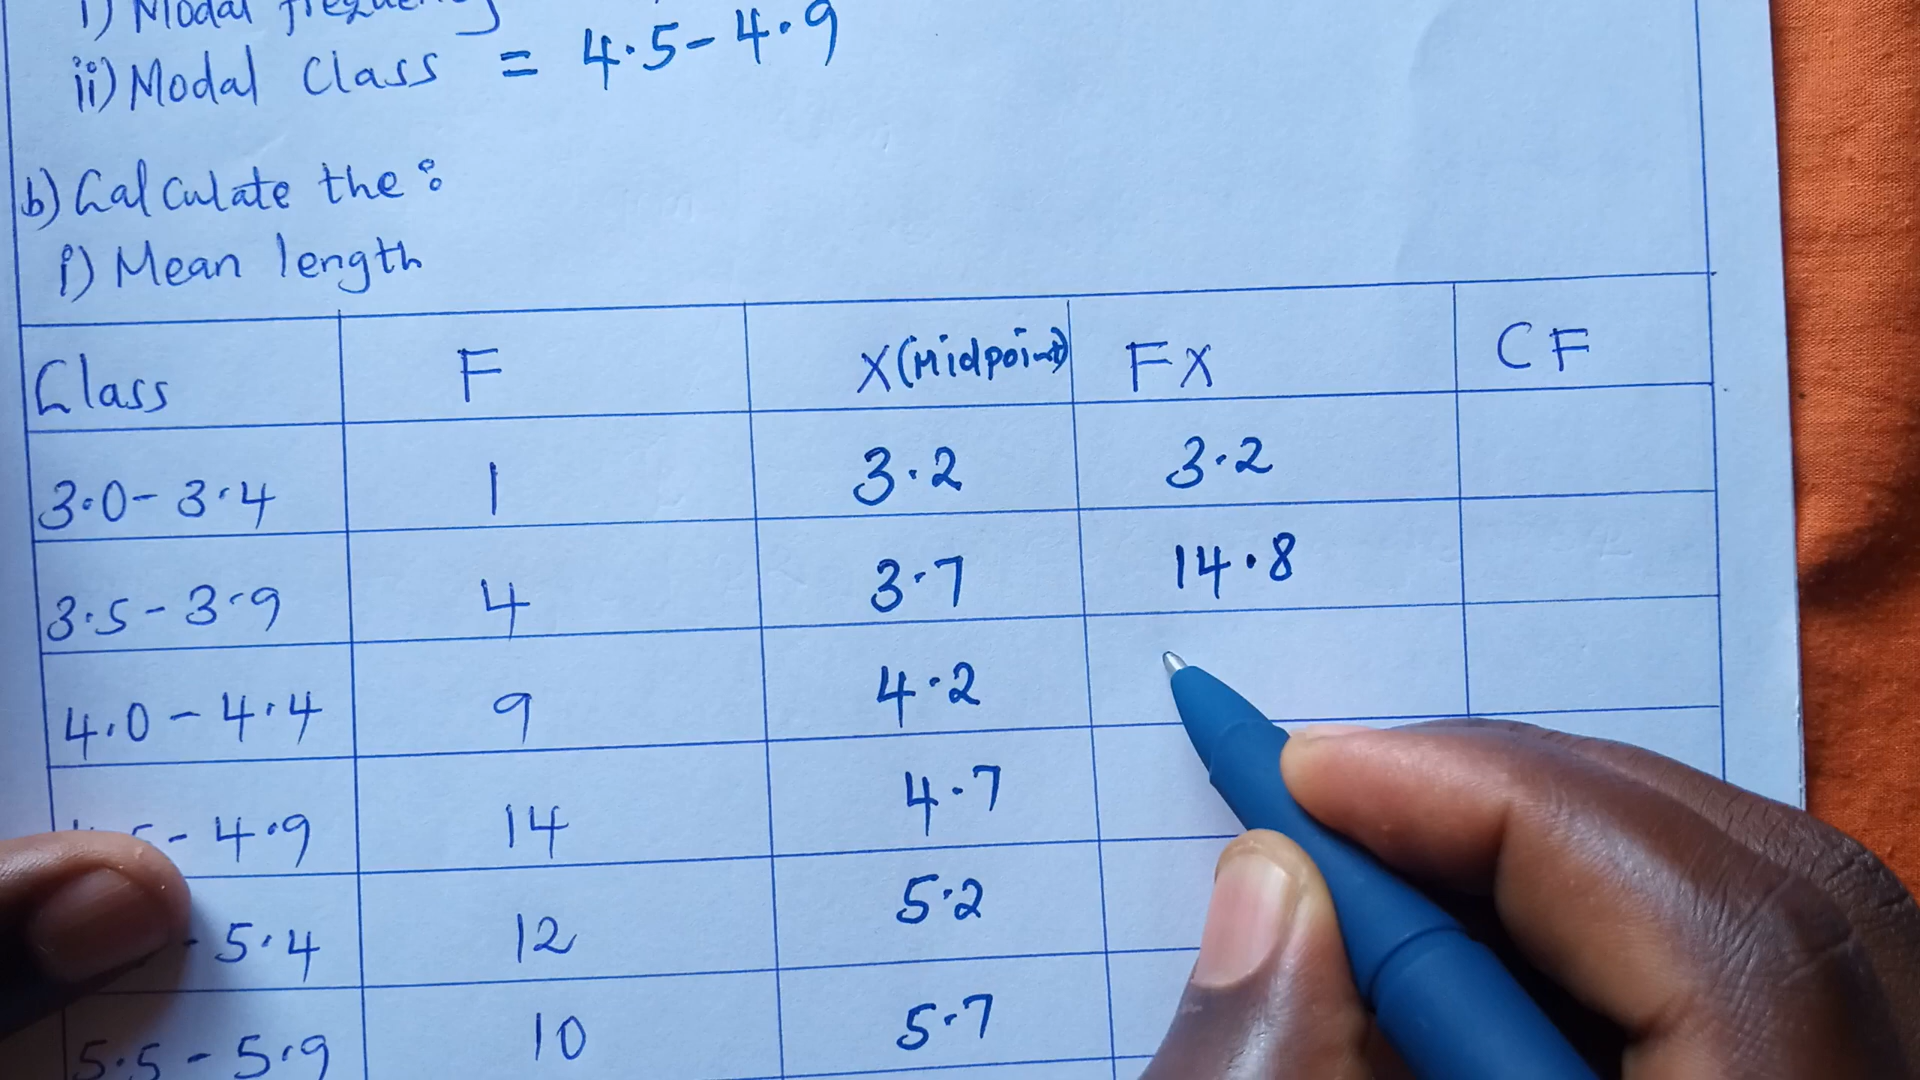 i) Modal frequency
ii) Modal Class = 4.5-4.9
b) Calculate the:
i) Mean length
Class F X(Midpoint) FX CF
3.0-3.4 1 3.2 3.2
3.5-3.9 4 3.7 14.8
4.0-4.4 9 4.2
-4.9 14 4.7
-5.4 12 5.2
5.5-5.9 10 5.7